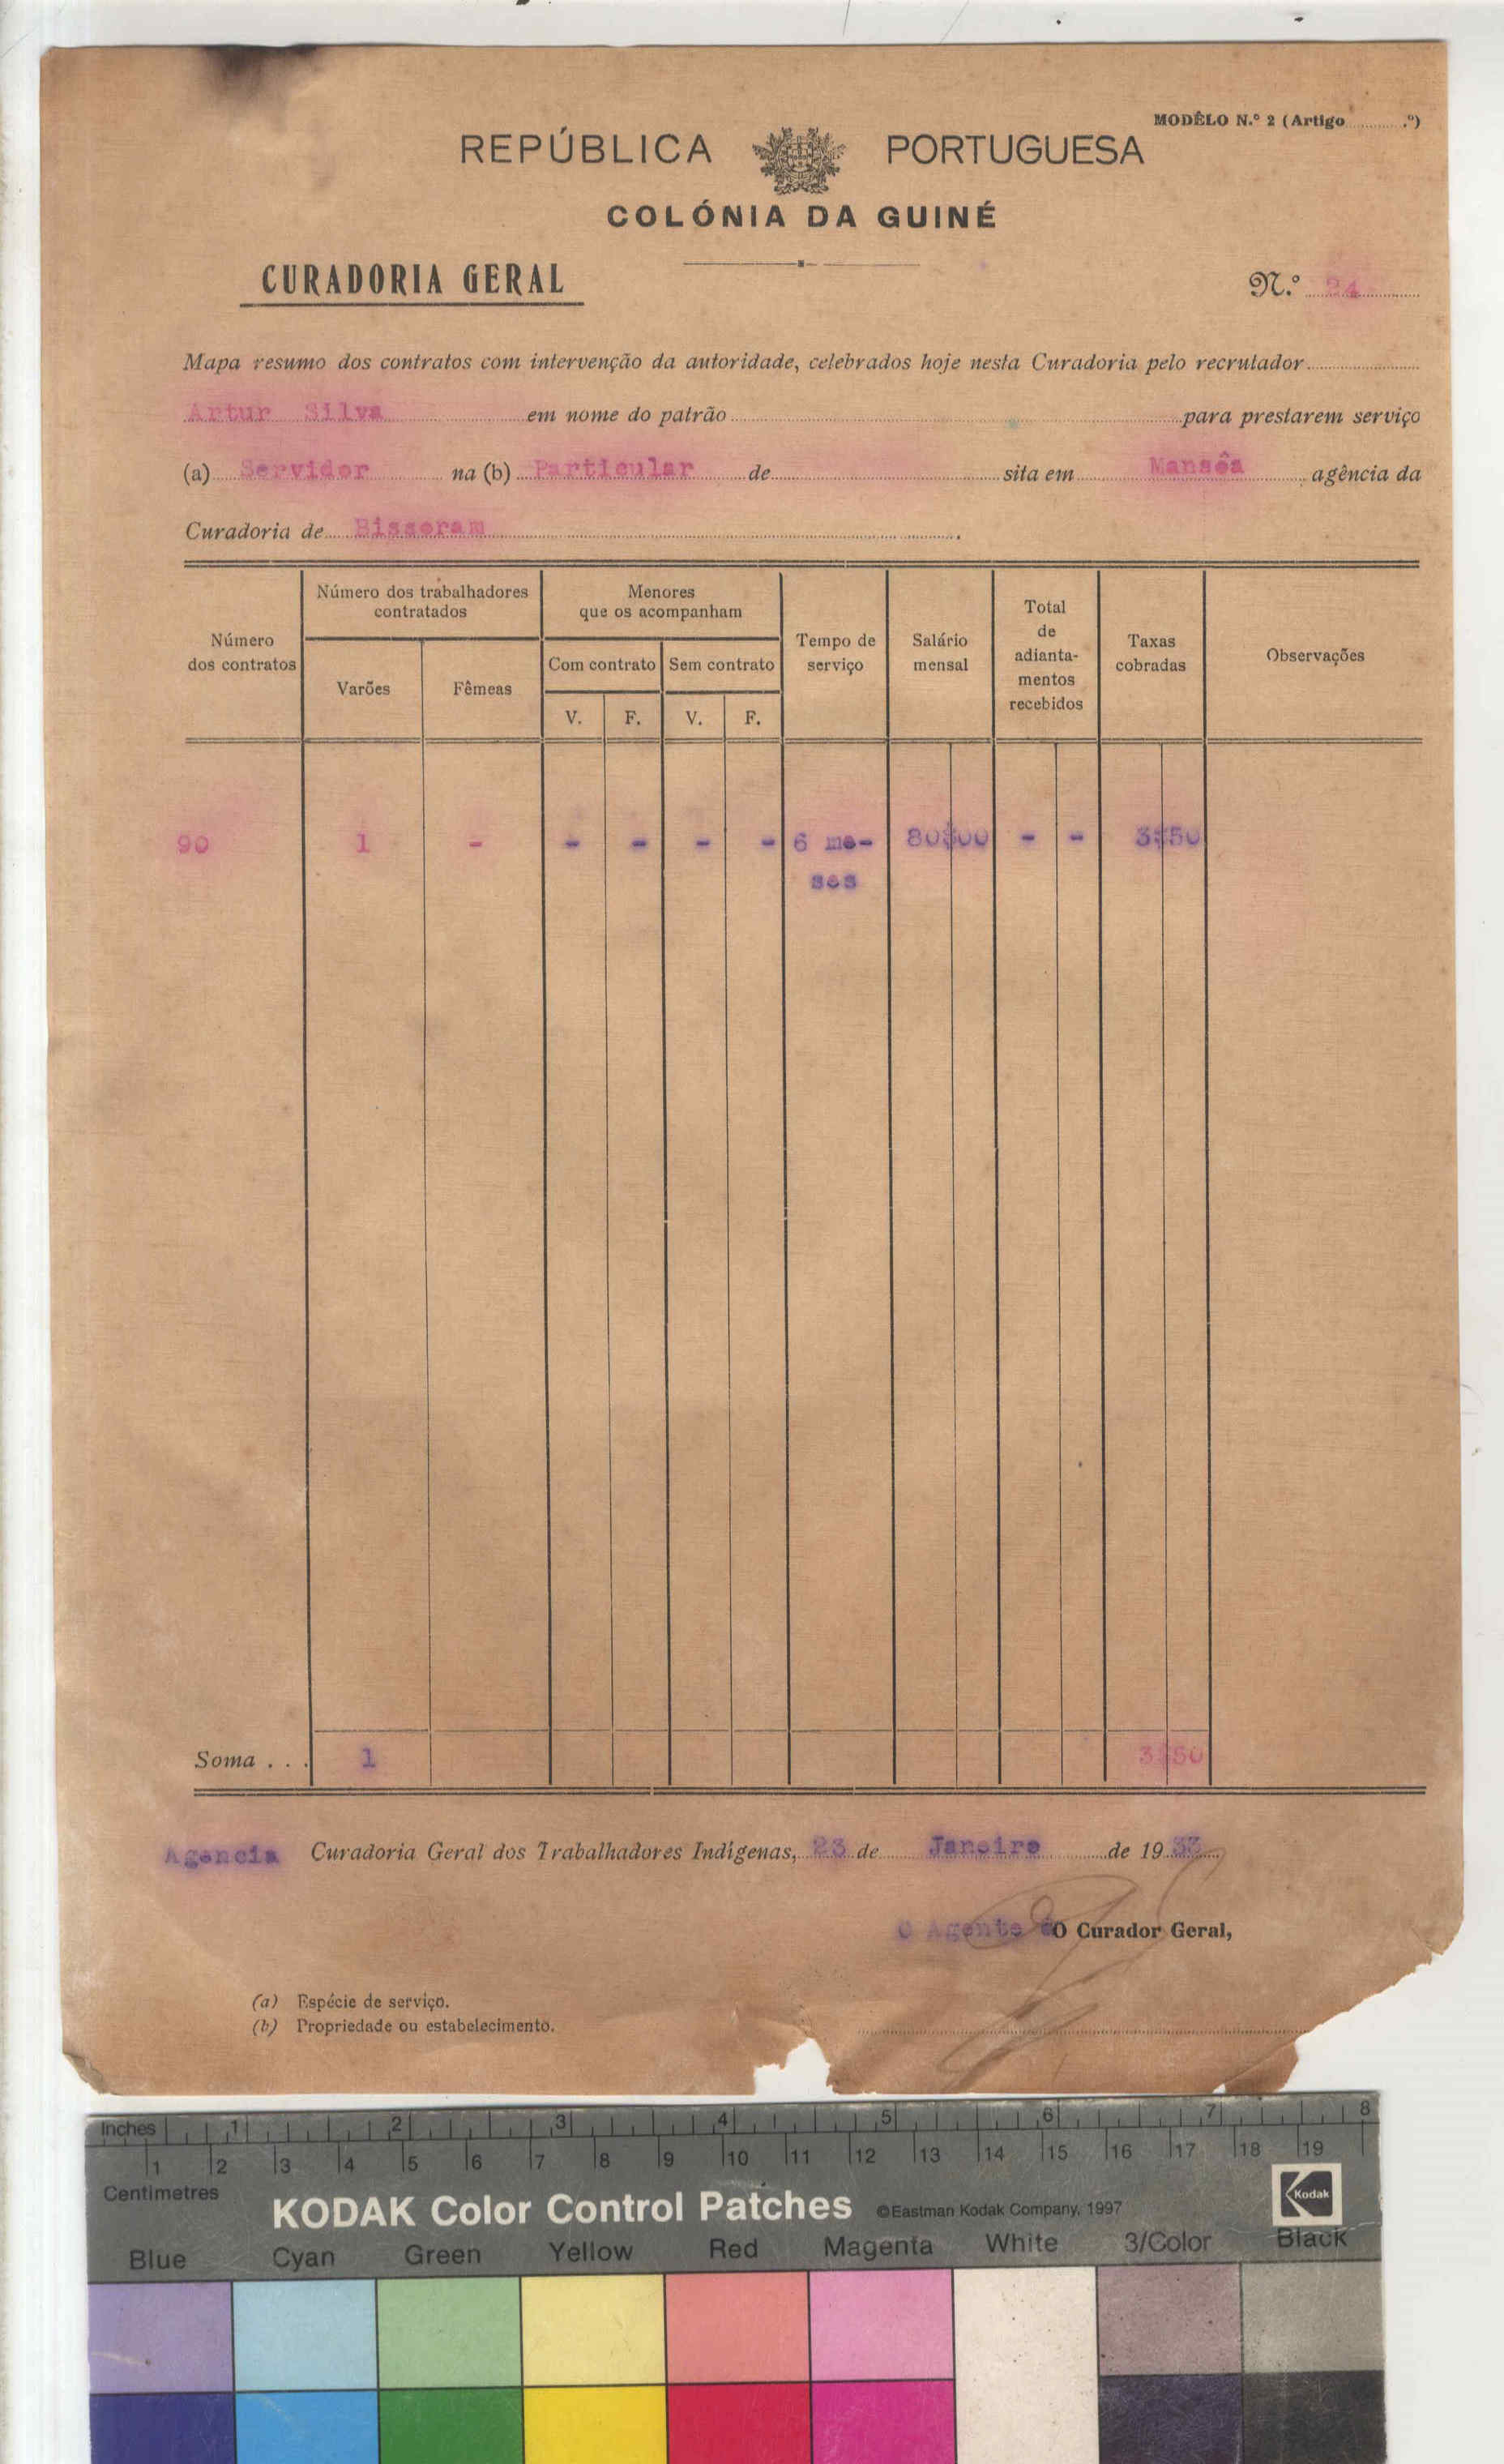 MODÊLO N.º 2 (Artigo ..........º)
REPÚBLICA PORTUGUESA
COLÓNIA DA GUINÉ
CURADORIA GERAL
N.º 24
Mapa resumo dos contratos com intervenção da autoridade, celebrados hoje nesta Curadoria pelo recrutador
Artur Silva em nome do patrão para prestarem serviço
(a) Servidor na (b) Particular de sita em Mansôa agência da
Curadoria de Bissoram
Número dos contratos
Número dos trabalhadores contratados
Varões
Fêmeas
Menores que os acompanham
Com contrato
Sem contrato
V. F. V. F.
Tempo de serviço
Salário mensal
Total de adianta-mentos recebidos
Taxas cobradas
Observações
90 1 - - - - - 6 me- 80$00 - - 3$50
ses
Soma . . . 1 3$50
Agencia Curadoria Geral dos Trabalhadores Indígenas, 23 de Janeiro de 1933
O Agente O Curador Geral,
(a) Espécie de serviço.
(b) Propriedade ou estabelecimento.
Inches 1 2 3 4 5 6 7 8
1 2 3 4 5 6 7 8 9 10 11 12 13 14 15 16 17 18 19
Centimetres
KODAK Color Control Patches ©Eastman Kodak Company, 1997 Kodak
Blue Cyan Green Yellow Red Magenta White 3/Color Black